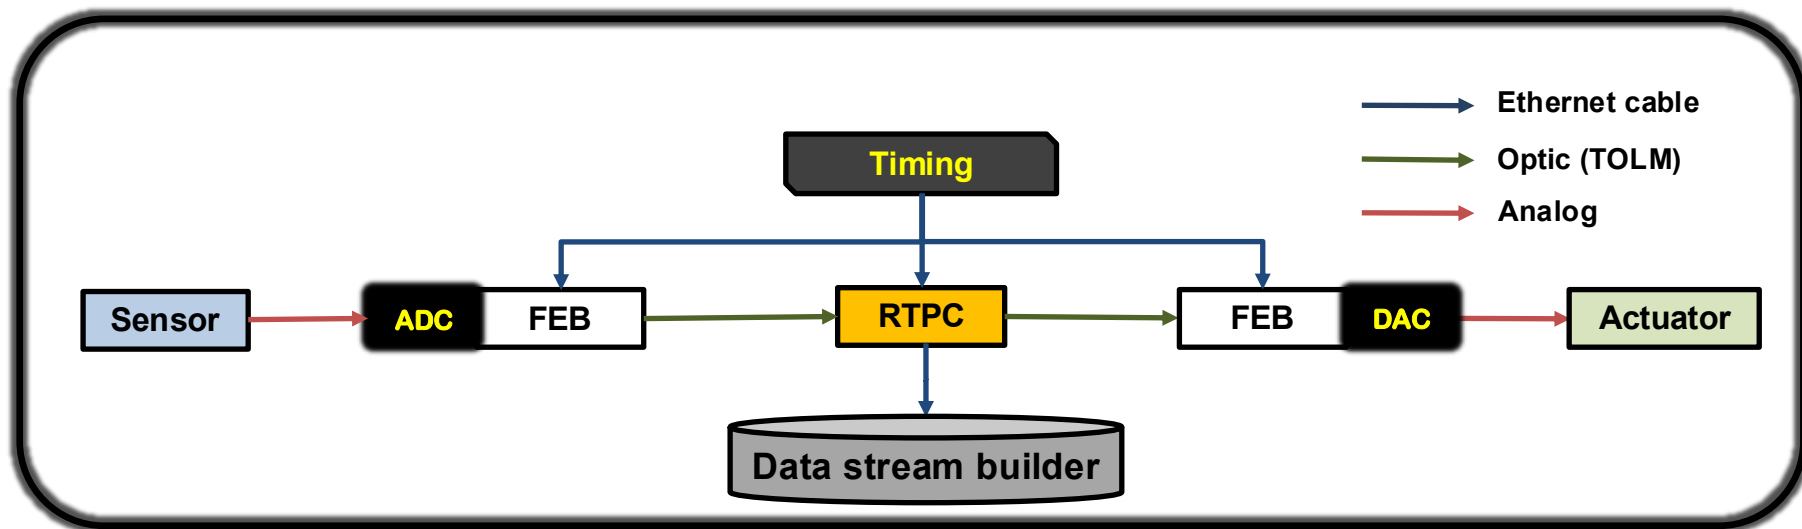 Ethernet cable
Timing
Optic (TOLM)
Analog
Sensor
ADC
FEB
RTPC
FEB
DAC
Actuator
Data stream builder